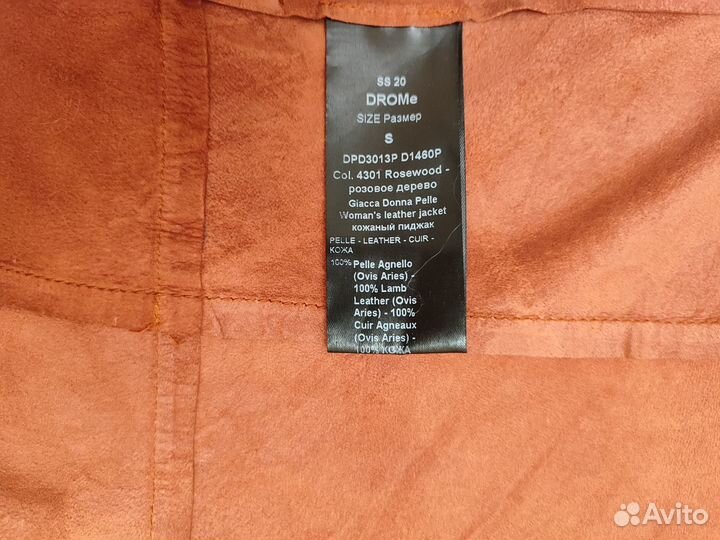 SS 20
DROMe
SIZE Размер
S
DPD3013P D1460P
Col. 4301 Rosewood -
розовое дерево
Giacca Donna Pelle
Woman's leather jacket
кожаный пиджак
PELLE - LEATHER - CUIR -
КОЖА
100% Pelle Agnello
(Ovis Aries) -
100% Lamb
Leather (Ovis
Aries) - 100%
Cuir Agneaux
(Ovis Aries) -
100% КОЖА
Avito